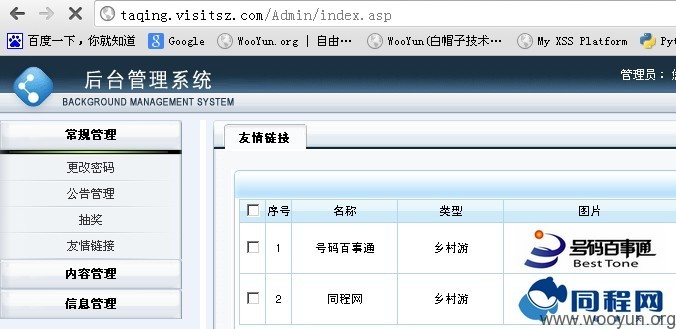 taqing.visitsz.com/Admin/index.asp
百度一下，你就知道 Google WooYun.org | 自由… WooYun(白帽子技术… My XSS Platform Pytho
后台管理系统 管理员：
BACKGROUND MANAGEMENT SYSTEM
常规管理
更改密码
公告管理
抽奖
友情链接
内容管理
信息管理
友情链接
序号 名称 类型 图片
1 号码百事通 乡村游 号码百事通
Best Tone
2 同程网 乡村游 同程网
www.wooyun.org